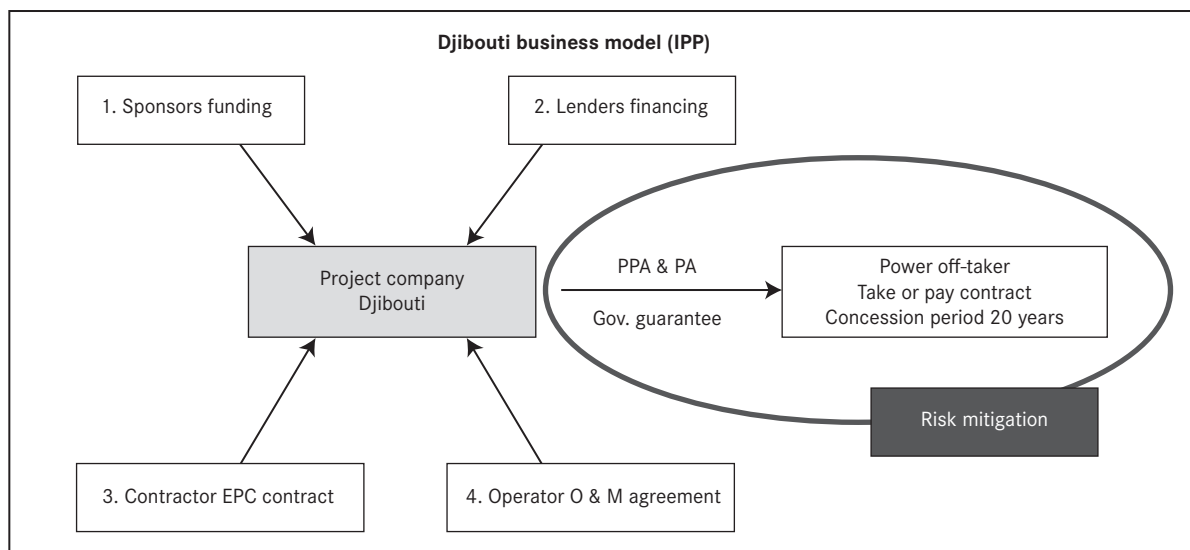 Djibouti business model (IPP)
1. Sponsors funding
2. Lenders financing
Project company
Djibouti
PPA & PA
Gov. guarantee
Power off-taker
Take or pay contract
Concession period 20 years
Risk mitigation
3. Contractor EPC contract
4. Operator O & M agreement